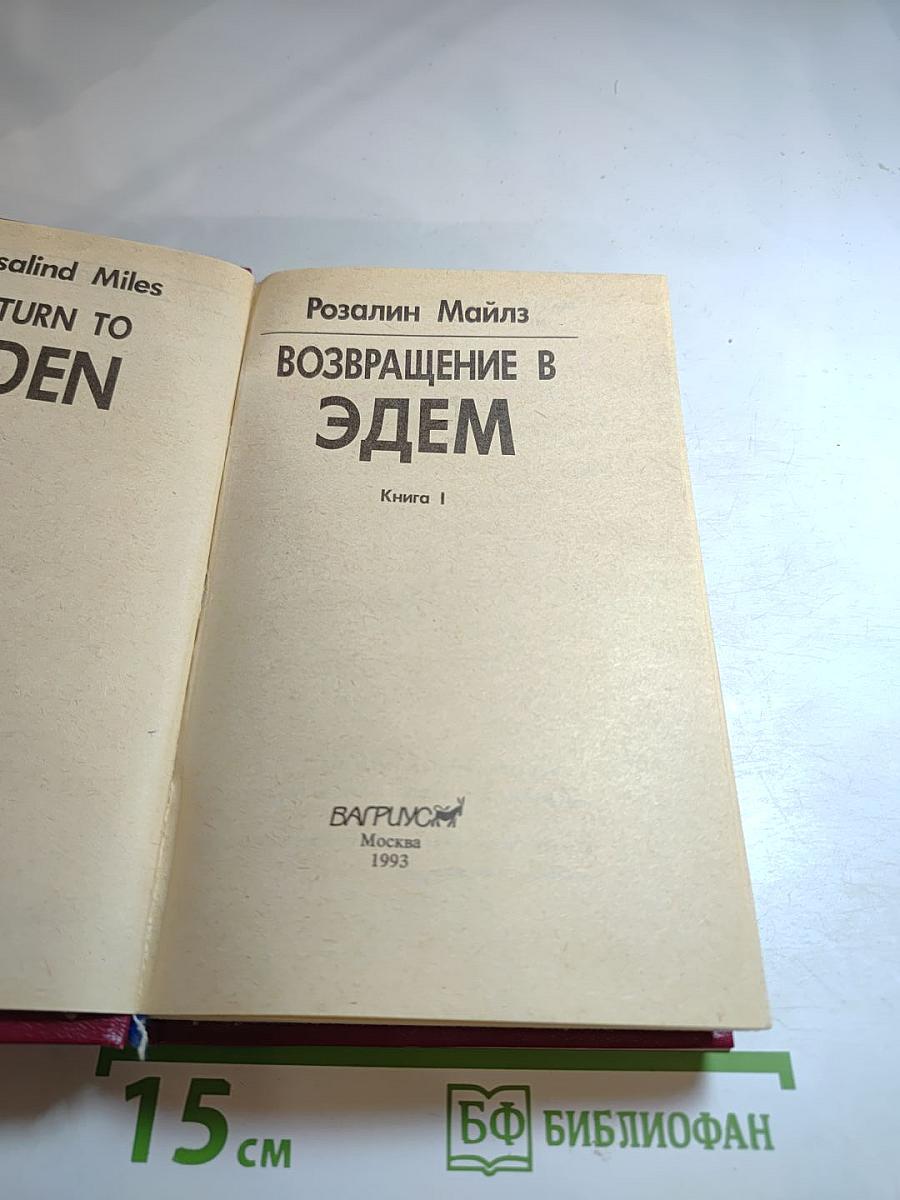 salind Miles
TURN TO
DEN
Розалин Майлз
ВОЗВРАЩЕНИЕ В
ЭДЕМ
Книга I
ВАГРИУС
Москва
1993
15 см
БФ БИБЛИОФАН